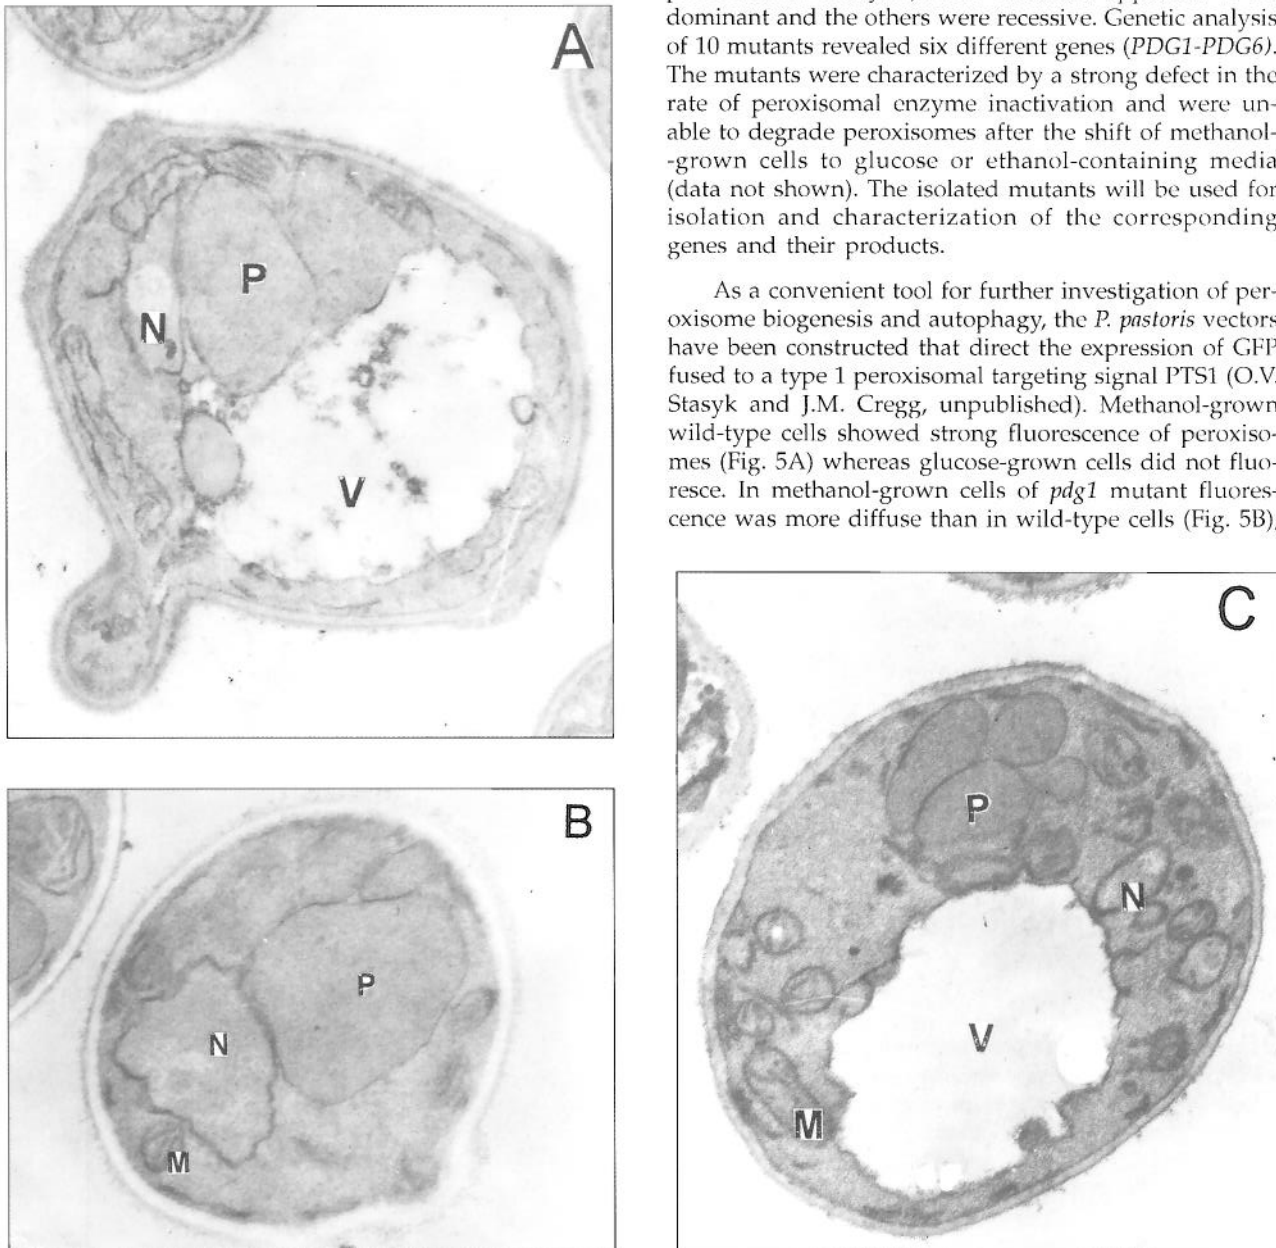 A
P
N
V
dominant and the others were recessive. Genetic analysis
of 10 mutants revealed six different genes (PDG1-PDG6).
The mutants were characterized by a strong defect in the
rate of peroxisomal enzyme inactivation and were un-
able to degrade peroxisomes after the shift of methanol-
-grown cells to glucose or ethanol-containing media
(data not shown). The isolated mutants will be used for
isolation and characterization of the corresponding
genes and their products.
As a convenient tool for further investigation of per-
oxisome biogenesis and autophagy, the P. pastoris vectors
have been constructed that direct the expression of GFP
fused to a type 1 peroxisomal targeting signal PTS1 (O.V.
Stasyk and J.M. Cregg, unpublished). Methanol-grown
wild-type cells showed strong fluorescence of peroxiso-
mes (Fig. 5A) whereas glucose-grown cells did not fluo-
resce. In methanol-grown cells of pdg1 mutant fluores-
cence was more diffuse than in wild-type cells (Fig. 5B),
B
P
N
M
C
P
N
V
M